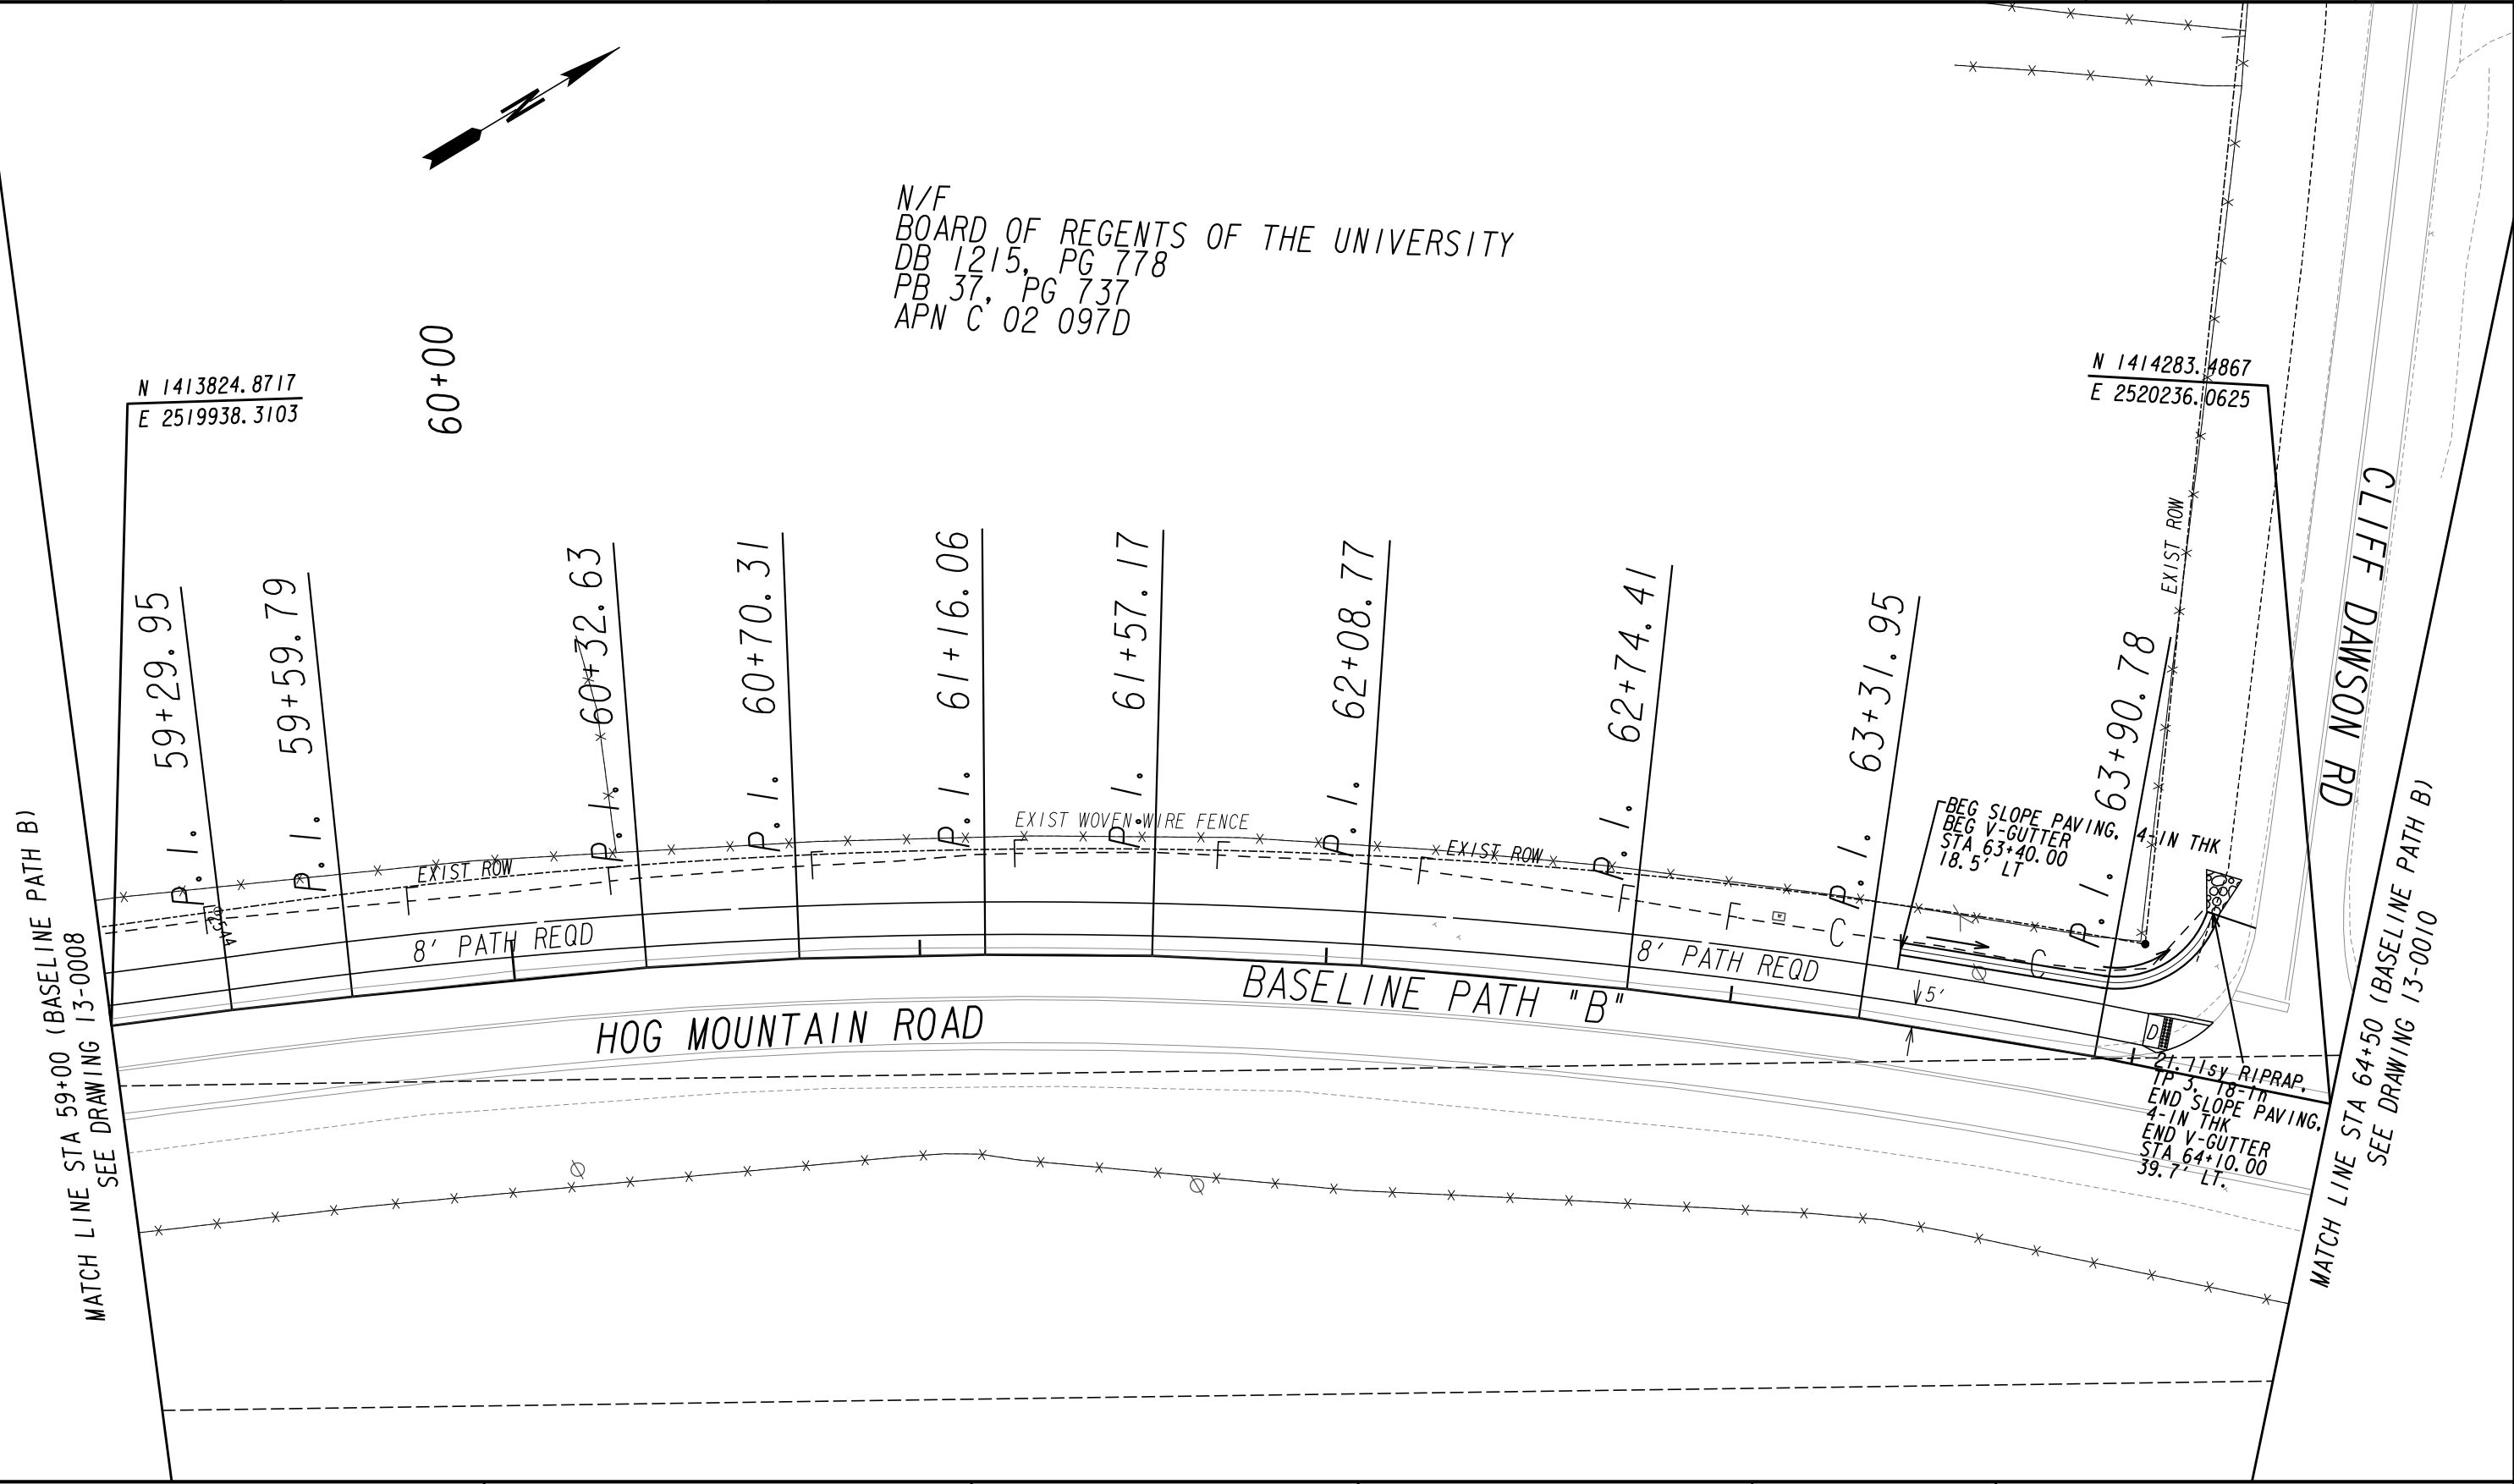 N
N/F
BOARD OF REGENTS OF THE UNIVERSITY
DB 1215, PG 778
PB 37, PG 737
APN C 02 097D
60+00
N 1413824.8717
E 2519938.3103
N 1414283.4867
E 2520236.0625
CLIFF DAWSON RD
EXIST ROW
P.I. 59+29.95
P.I. 59+59.79
P.I. 60+32.63
P.I. 60+70.31
P.I. 61+16.06
P.I. 61+57.17
P.I. 62+08.77
P.I. 62+74.41
P.I. 63+31.95
P.I. 63+90.78
BEG SLOPE PAVING, 4-IN THK
BEG V-GUTTER
STA 63+40.00
18.5' LT
EXIST WOVEN WIRE FENCE
EXIST ROW
EXIST ROW
F
F
F
F
F
F
F
F
C
C
8' PATH REQD
8' PATH REQD
5'
D
BASELINE PATH "B"
HOG MOUNTAIN ROAD
21.11sy RIPRAP,
TP 3, 18-in
END SLOPE PAVING,
4-IN THK
END V-GUTTER
STA 64+10.00
39.7' LT.
MATCH LINE STA 59+00 (BASELINE PATH B)
SEE DRAWING 13-0008
MATCH LINE STA 64+50 (BASELINE PATH B)
SEE DRAWING 13-0010